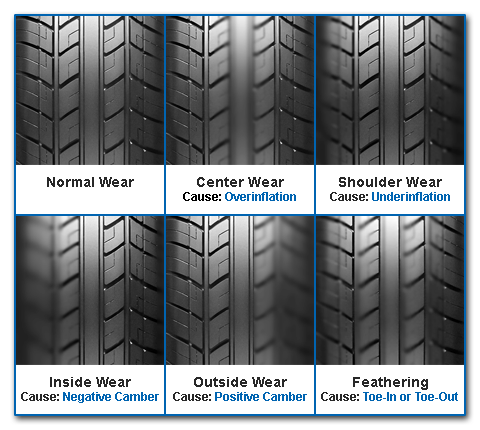 Normal Wear
Center Wear
Cause: Overinflation
Shoulder Wear
Cause: Underinflation
Inside Wear
Cause: Negative Camber
Outside Wear
Cause: Positive Camber
Feathering
Cause: Toe-In or Toe-Out